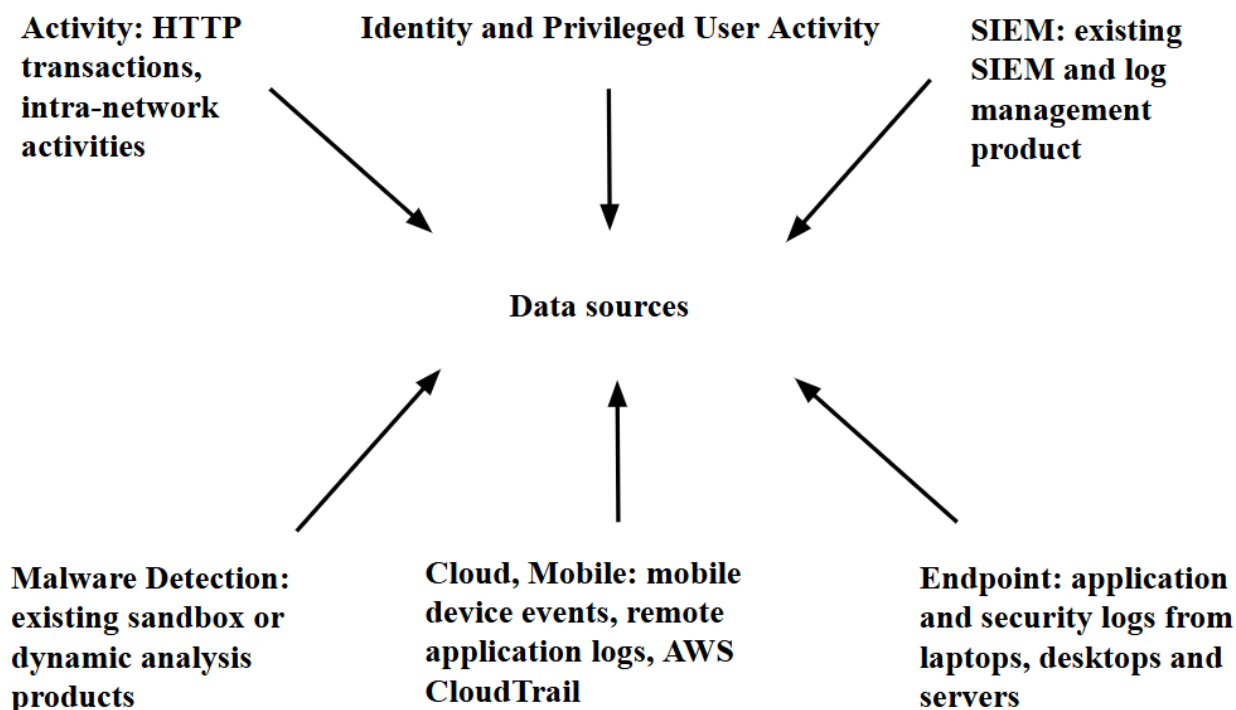 Activity: HTTP
transactions,
intra-network
activities
Identity and Privileged User Activity
SIEM: existing
SIEM and log
management
product
Data sources
Malware Detection:
existing sandbox or
dynamic analysis
products
Cloud, Mobile: mobile
device events, remote
application logs, AWS
CloudTrail
Endpoint: application
and security logs from
laptops, desktops and
servers